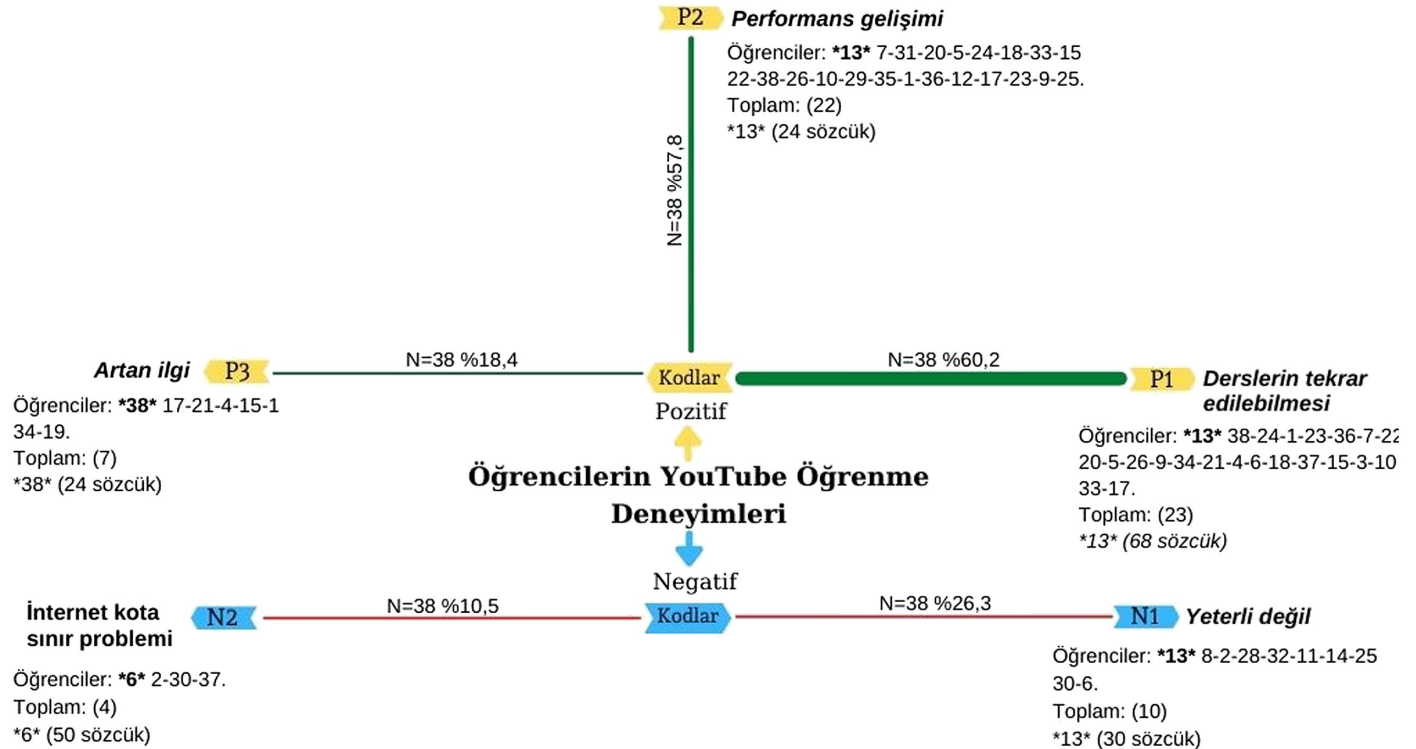 P2 Performans gelişimi
Öğrenciler: *13* 7-31-20-5-24-18-33-15
22-38-26-10-29-35-1-36-12-17-23-9-25.
Toplam: (22)
*13* (24 sözcük)
N=38 %57,8
Artan ilgi P3
N=38 %18,4
Öğrenciler: *38* 17-21-4-15-1
34-19.
Toplam: (7)
*38* (24 sözcük)
Kodlar
Pozitif
N=38 %60,2
P1 Derslerin tekrar
edilebilmesi
Öğrenciler: *13* 38-24-1-23-36-7-22
20-5-26-9-34-21-4-6-18-37-15-3-10
33-17.
Toplam: (23)
*13* (68 sözcük)
Öğrencilerin YouTube Öğrenme
Deneyimleri
Negatif
Kodlar
İnternet kota
sınır problemi
N2
N=38 %10,5
Öğrenciler: *6* 2-30-37.
Toplam: (4)
*6* (50 sözcük)
N=38 %26,3
N1 Yeterli değil
Öğrenciler: *13* 8-2-28-32-11-14-25
30-6.
Toplam: (10)
*13* (30 sözcük)